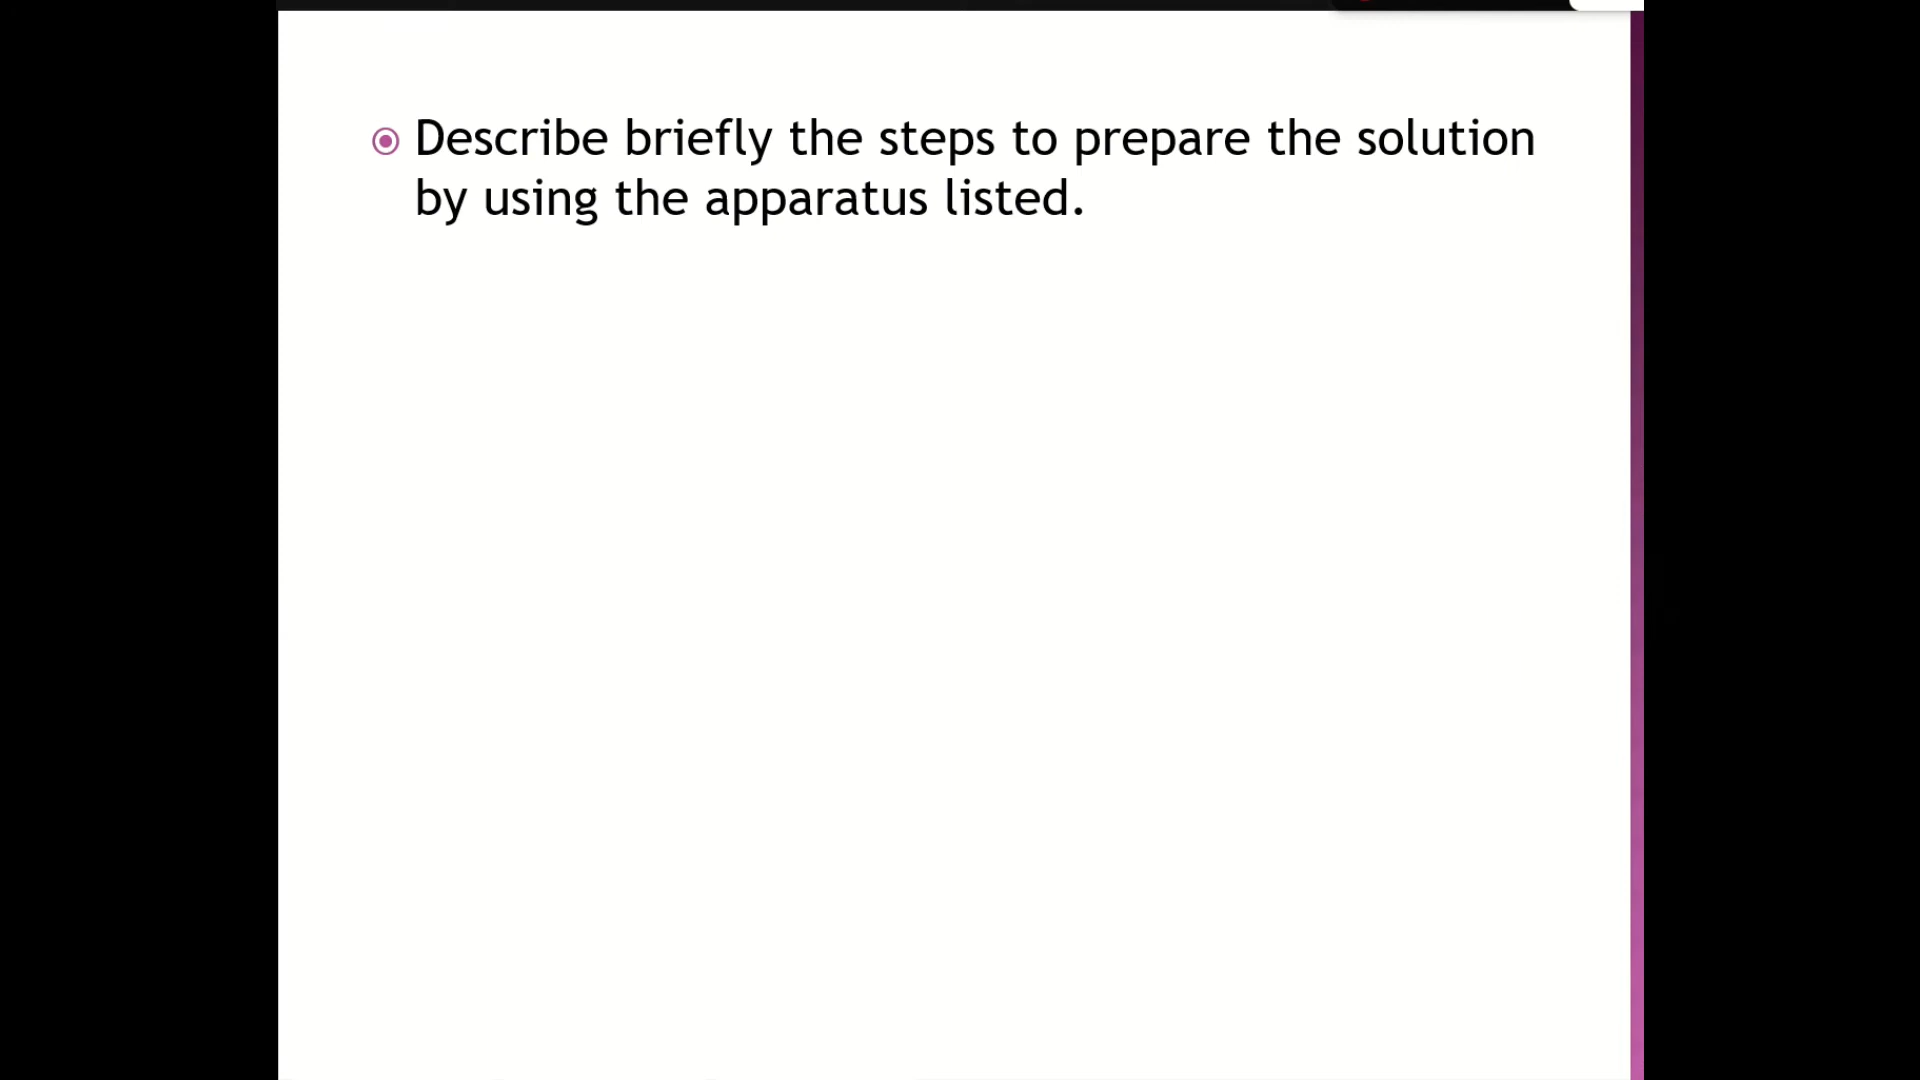 Describe briefly the steps to prepare the solution
by using the apparatus listed.